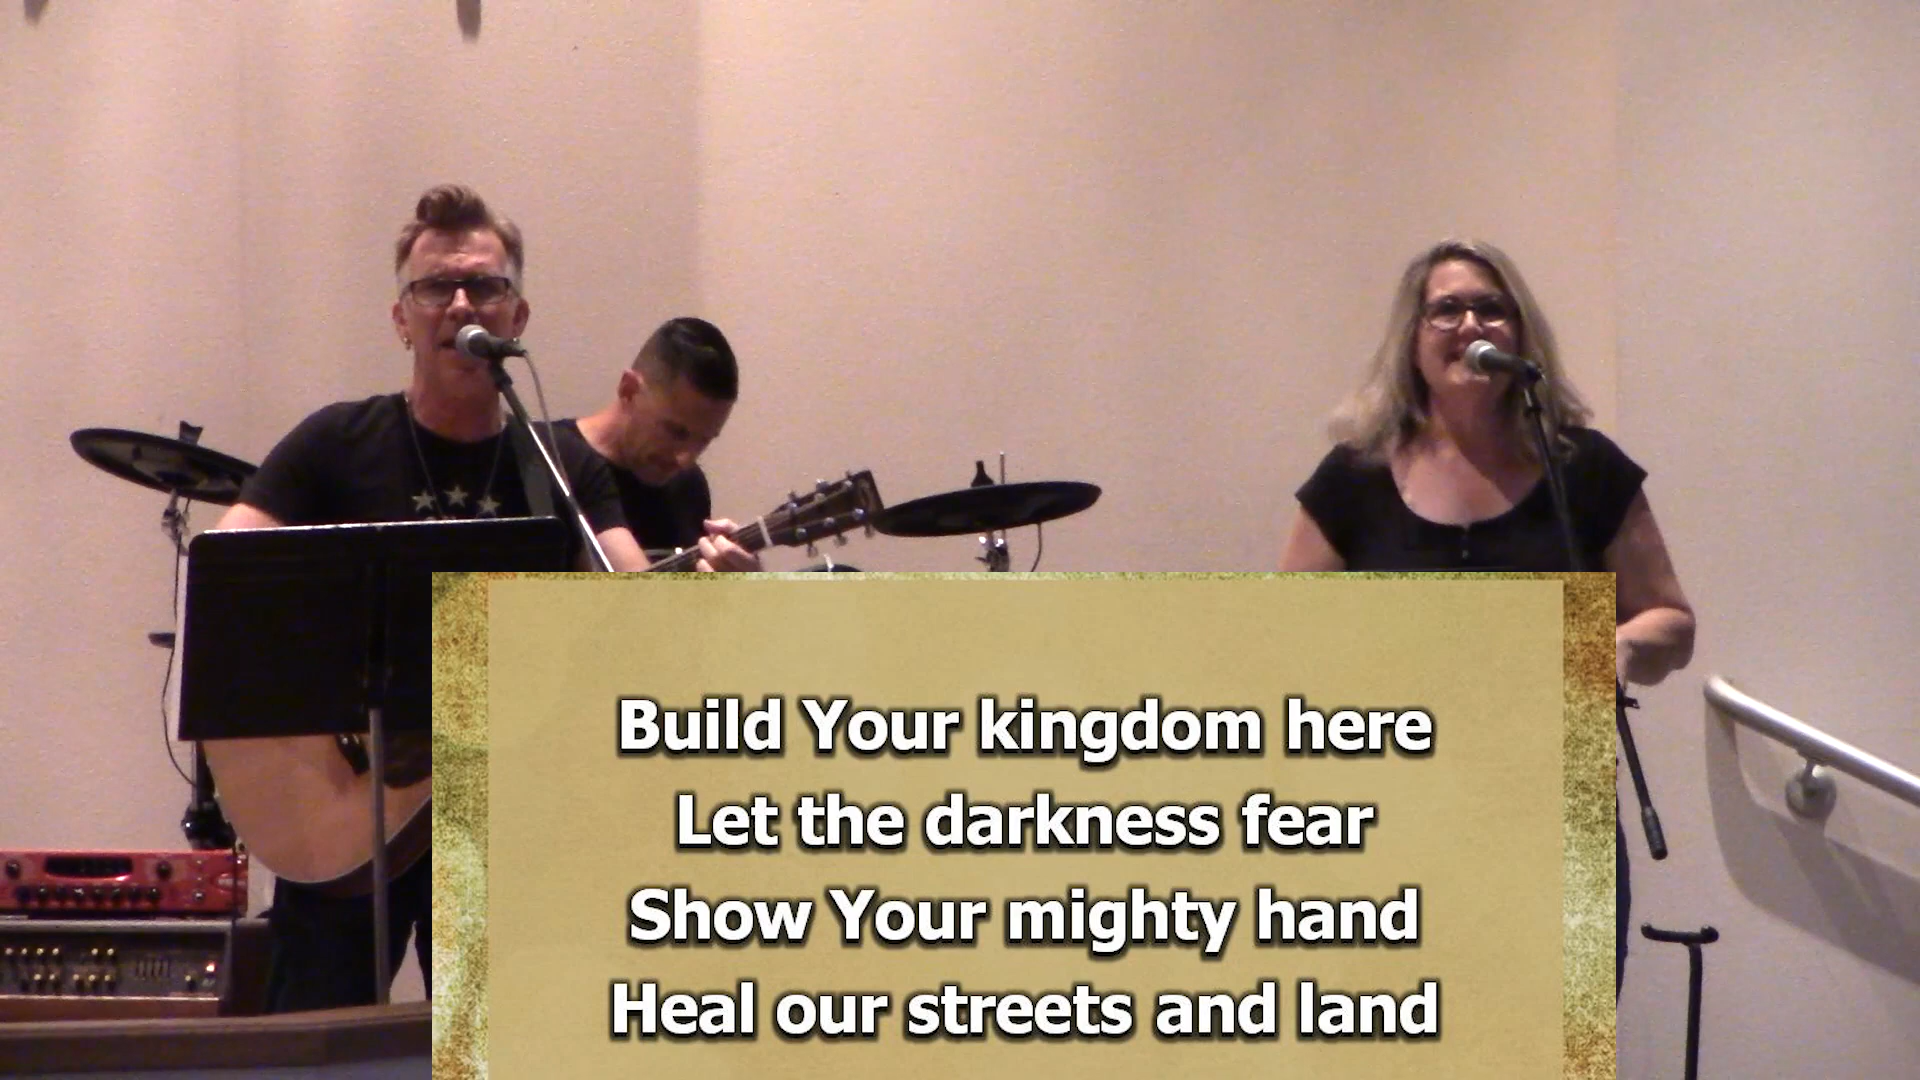 Build Your kingdom here
Let the darkness fear
Show Your mighty hand
Heal our streets and land